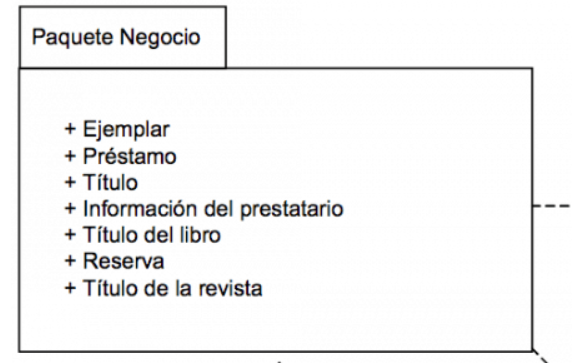 Paquete Negocio
+ Ejemplar
+ Préstamo
+ Título
+ Información del prestatario
+ Título del libro
+ Reserva
+ Título de la revista